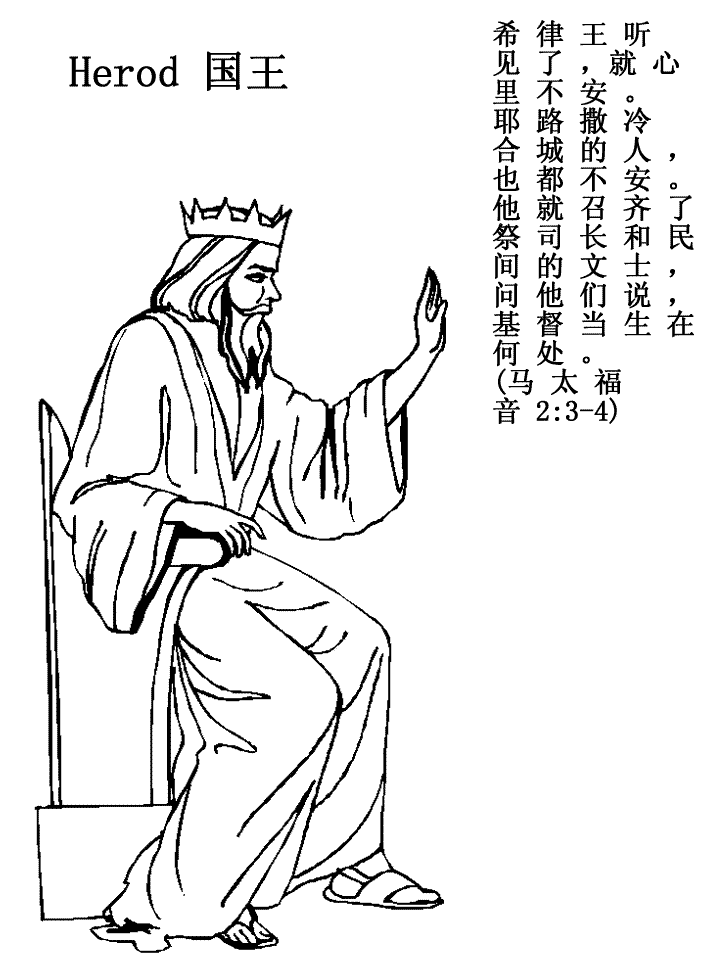 Herod 国王
希律王听
见了,就心
里不安。
耶路撒冷
合城的人,
也都不安。
他就召齐了
祭司长和民
间的文士,
问他们说,
基督当生在
何处。
(马太福
音 2:3-4)